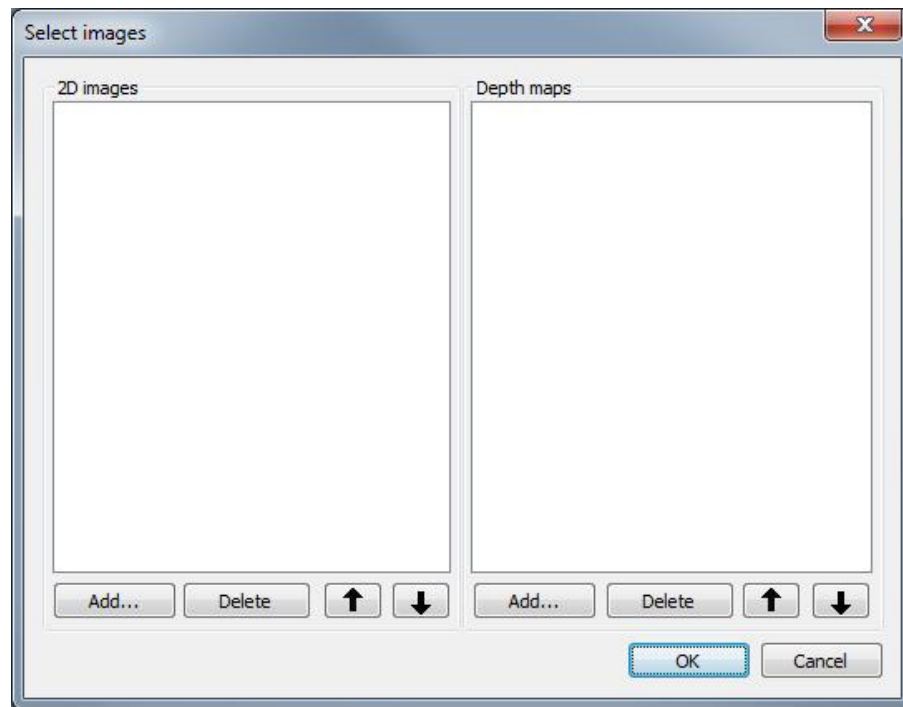 Select images
2D images
Depth maps
Add...
Delete
Add...
Delete
OK
Cancel